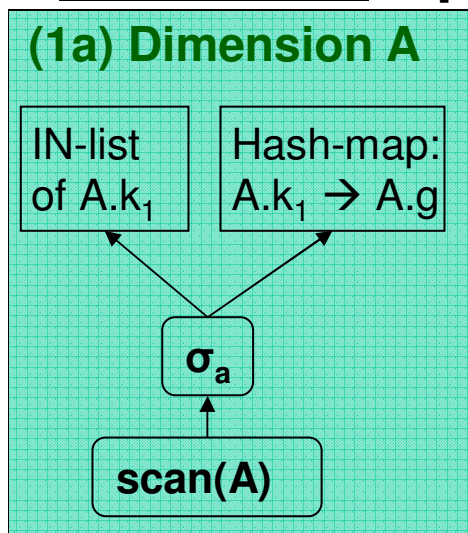 (1a) Dimension A
IN-list
of A.k₁
Hash-map:
A.k₁ → A.g
σₐ
scan(A)